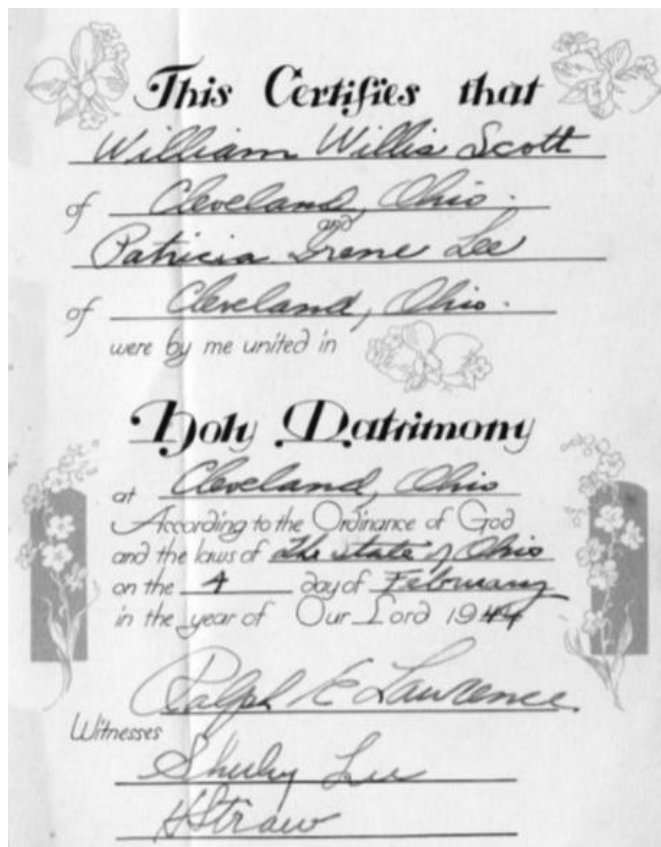 This Certifies that
William Willis Scott
of Cleveland, Ohio.
and
Patricia Irene Lee
of Cleveland, Ohio.
were by me united in
Holy Matrimony
at Cleveland, Ohio
According to the Ordinance of God
and the laws of the state of Ohio
on the 4 day of February
in the year of Our Lord 1944
Ralph E Lawrence
Witnesses
Lee
H Straw